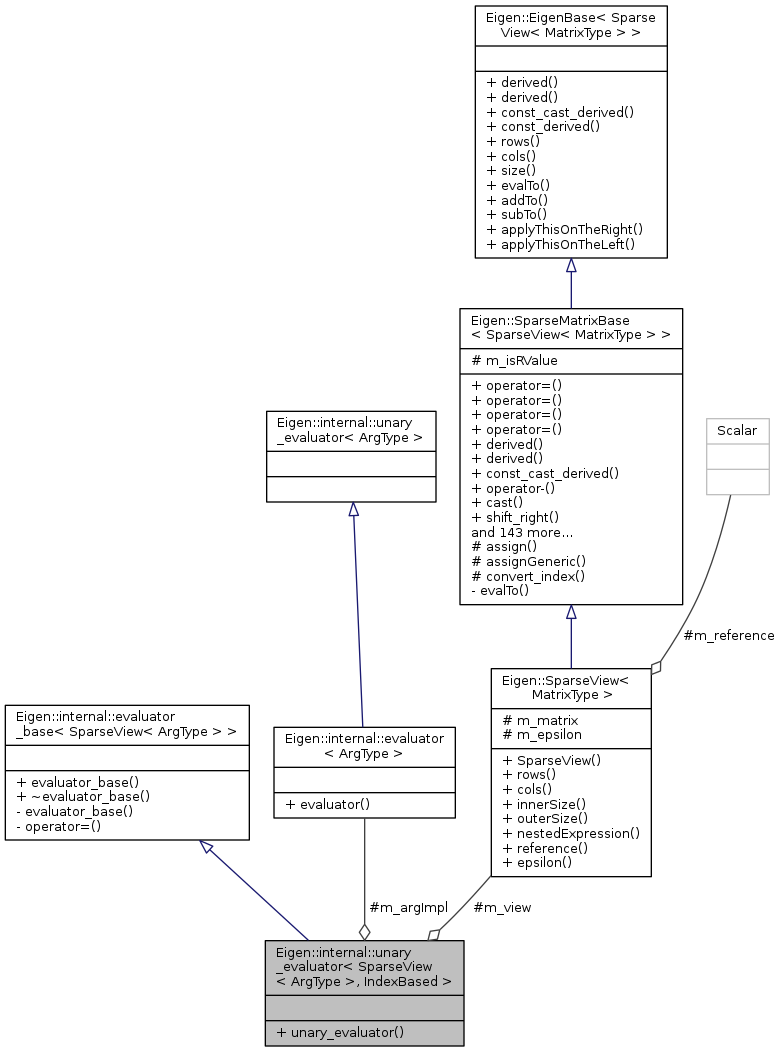 Eigen::EigenBase< Sparse
View< MatrixType > >
+ derived()
+ derived()
+ const_cast_derived()
+ const_derived()
+ rows()
+ cols()
+ size()
+ evalTo()
+ addTo()
+ subTo()
+ applyThisOnTheRight()
+ applyThisOnTheLeft()
Eigen::SparseMatrixBase
< SparseView< MatrixType > >
# m_isRValue
+ operator=()
+ operator=()
+ operator=()
+ operator=()
+ derived()
+ derived()
+ const_cast_derived()
+ operator-()
+ cast()
+ shift_right()
and 143 more...
# assign()
# assignGeneric()
# convert_index()
- evalTo()
Eigen::internal::unary
_evaluator< ArgType >
Scalar
#m_reference
Eigen::SparseView<
MatrixType >
# m_matrix
# m_epsilon
+ SparseView()
+ rows()
+ cols()
+ innerSize()
+ outerSize()
+ nestedExpression()
+ reference()
+ epsilon()
Eigen::internal::evaluator
_base< SparseView< ArgType > >
+ evaluator_base()
+ ~evaluator_base()
- evaluator_base()
- operator=()
Eigen::internal::evaluator
< ArgType >
+ evaluator()
#m_argImpl
#m_view
Eigen::internal::unary
_evaluator< SparseView
< ArgType >, IndexBased >
+ unary_evaluator()